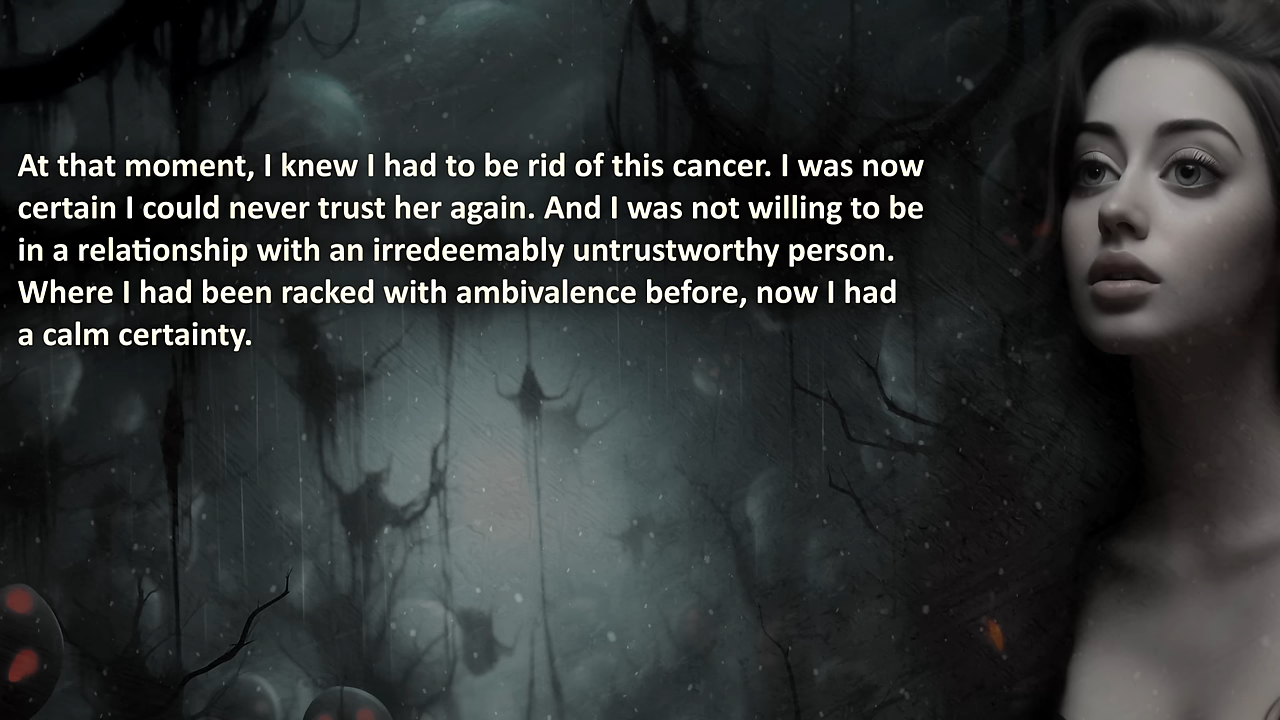 At that moment, I knew I had to be rid of this cancer. I was now
certain I could never trust her again. And I was not willing to be
in a relationship with an irredeemably untrustworthy person.
Where I had been racked with ambivalence before, now I had
a calm certainty.